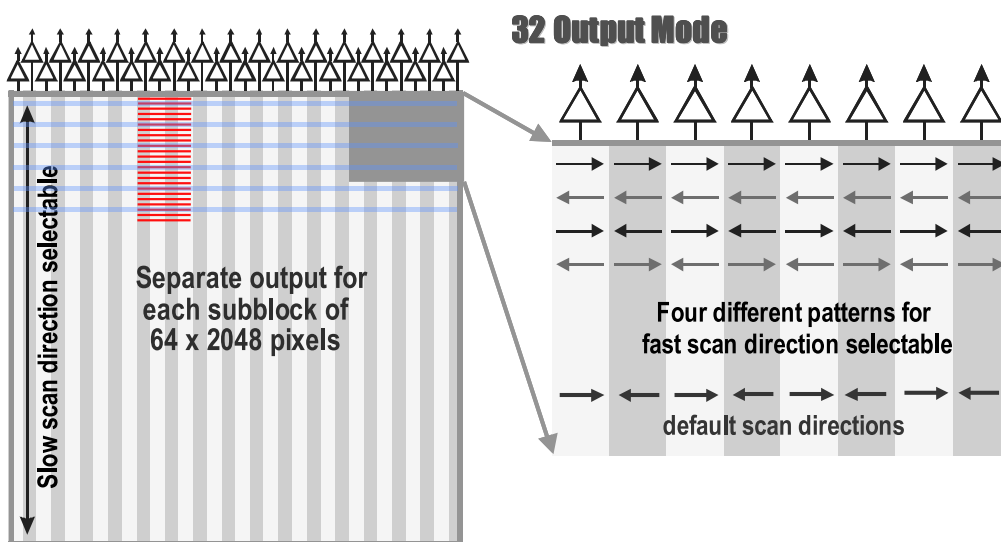 32 Output Mode
Slow scan direction selectable
Separate output for
each subblock of
64 x 2048 pixels
Four different patterns for
fast scan direction selectable
default scan directions